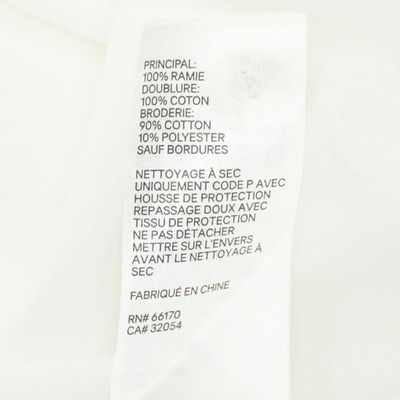 PRINCIPAL:
100% RAMIE
DOUBLURE:
100% COTON
BRODERIE:
90% COTTON
10% POLYESTER
SAUF BORDURES
NETTOYAGE À SEC
UNIQUEMENT CODE P AVEC
HOUSSE DE PROTECTION
REPASSAGE DOUX AVEC
TISSU DE PROTECTION
NE PAS DÉTACHER
METTRE SUR L'ENVERS
AVANT LE NETTOYAGE À
SEC
FABRIQUÉ EN CHINE
RN# 66170
CA# 32054